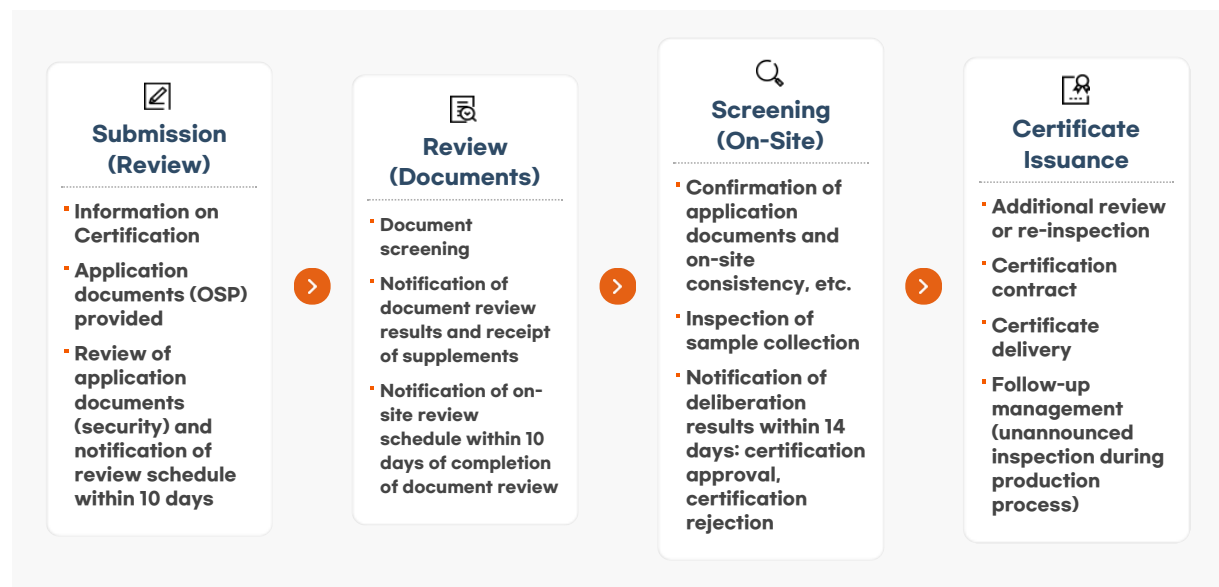 Submission
(Review)
Information on
Certification
Application
documents (OSP)
provided
Review of
application
documents
(security) and
notification of
review schedule
within 10 days
Review
(Documents)
Document
screening
Notification of
document review
results and receipt
of supplements
Notification of on-
site review
schedule within 10
days of completion
of document review
Screening
(On-Site)
Confirmation of
application
documents and
on-site
consistency, etc.
Inspection of
sample collection
Notification of
deliberation
results within 14
days: certification
approval,
certification
rejection
Certificate
Issuance
Additional review
or re-inspection
Certification
contract
Certificate
delivery
Follow-up
management
(unannounced
inspection during
production
process)